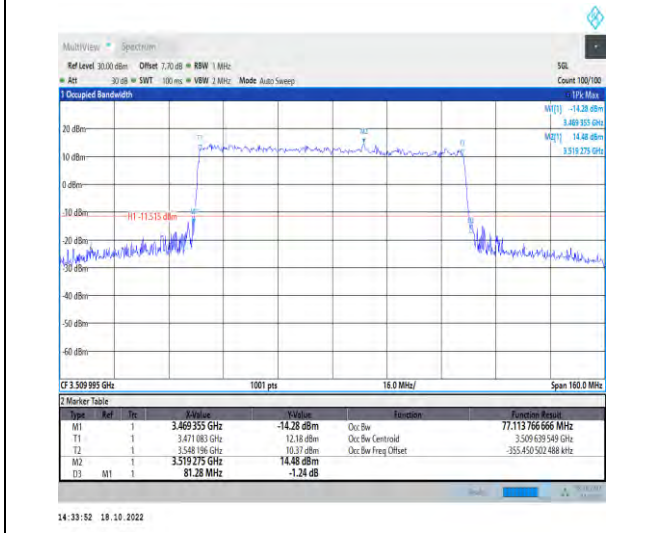 MultiView Spectrum
Ref Level 30.00 dBm Offset 7.70 dB RBW 1 MHz SGL
Att 30 dB SWT 100 ms VBW 2 MHz Mode Auto Sweep Count 100/100
1 Occupied Bandwidth 1Pk Max
M1[1] -14.28 dBm
3.469 355 GHz
M2[1] 14.48 dBm
3.519 275 GHz
20 dBm
10 dBm
0 dBm
-10 dBm
H1 -11.515 dBm
-20 dBm
-30 dBm
-40 dBm
-50 dBm
-60 dBm
CF 3.509 995 GHz 1001 pts 16.0 MHz/ Span 160.0 MHz
2 Marker Table
Type Ref Trc X-Value Y-Value Function Function Result
M1 1 3.469 355 GHz -14.28 dBm Occ Bw 77.113 766 666 MHz
T1 1 3.471 083 GHz 12.18 dBm Occ Bw Centroid 3.509 639 549 GHz
T2 1 3.548 196 GHz 10.37 dBm Occ Bw Freq Offset -355.450 502 488 kHz
M2 1 3.519 275 GHz 14.48 dBm
D3 M1 1 81.28 MHz -1.24 dB
14:33:52 18.10.2022